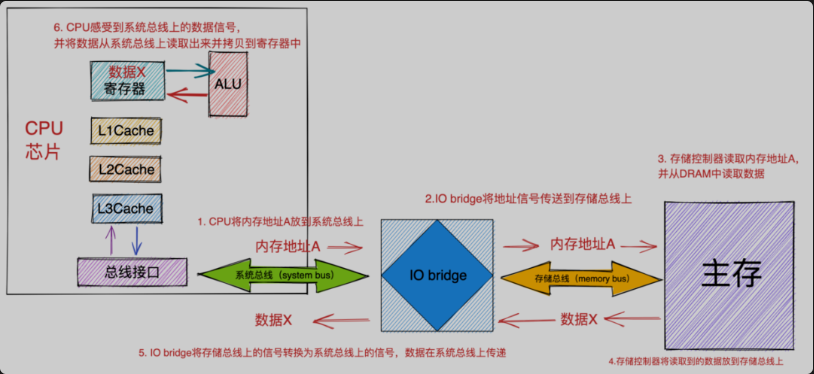 6. CPU感受到系统总线上的数据信号,
并将数据从系统总线上读取出来并拷贝到寄存器中
数据X
寄存器
ALU
CPU
芯片
L1Cache
L2Cache
L3Cache
总线接口
1. CPU将内存地址A放到系统总线上
内存地址A
系统总线（system bus）
数据X
2.IO bridge将地址信号传送到存储总线上
IO bridge
内存地址A
存储总线（memory bus）
数据X
3. 存储控制器读取内存地址A,
并从DRAM中读取数据
主存
4.存储控制器将读取到的数据放到存储总线上
5. IO bridge将存储总线上的信号转换为系统总线上的信号，数据在系统总线上传递